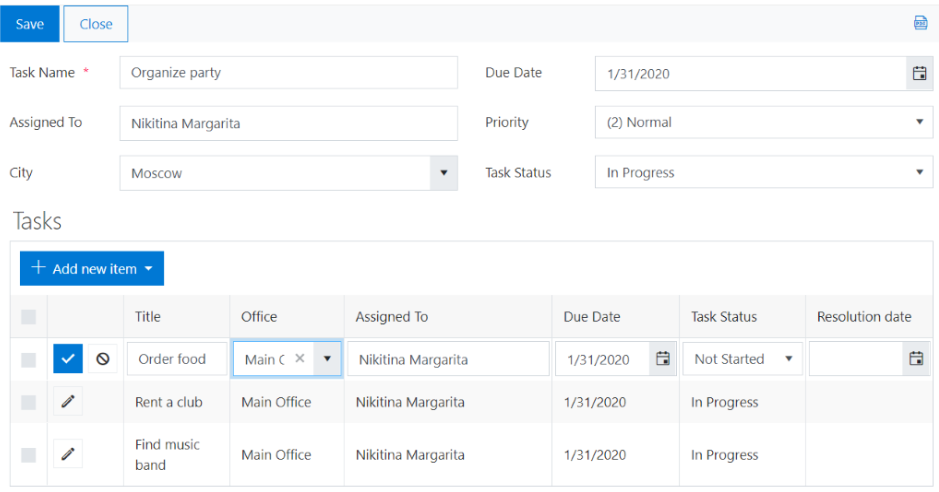 Save Close PDF
Task Name * Organize party Due Date 1/31/2020
Assigned To Nikitina Margarita Priority (2) Normal
City Moscow Task Status In Progress
Tasks
+ Add new item
Title Office Assigned To Due Date Task Status Resolution date
Order food Main Nikitina Margarita 1/31/2020 Not Started
Rent a club Main Office Nikitina Margarita 1/31/2020 In Progress
Find music
band Main Office Nikitina Margarita 1/31/2020 In Progress